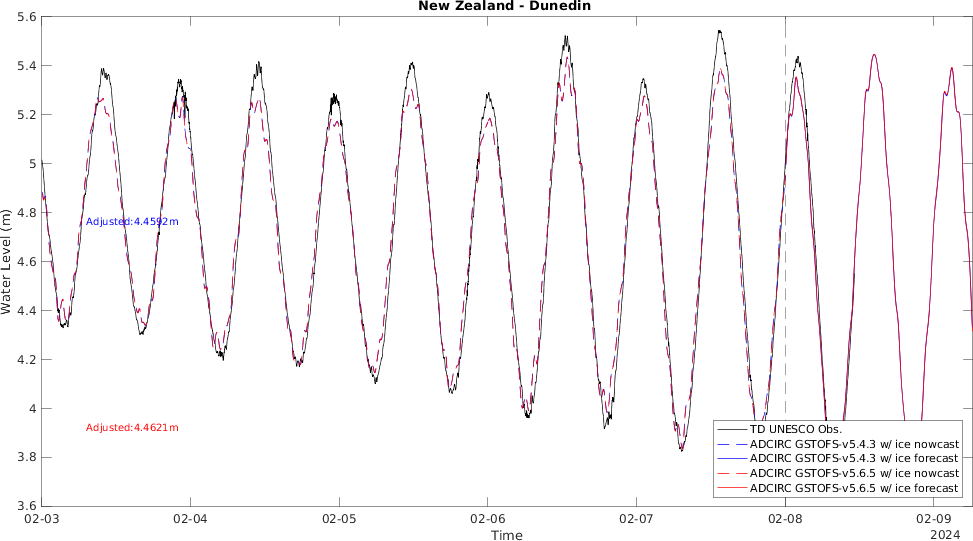 New Zealand - Dunedin
5.6
5.4
5.2
5
4.8
4.6
4.4
4.2
4
3.8
3.6
Water Level (m)
Adjusted:4.4592m
Adjusted:4.4621m
TD UNESCO Obs.
ADCIRC GSTOFS-v5.4.3 w/ ice nowcast
ADCIRC GSTOFS-v5.4.3 w/ ice forecast
ADCIRC GSTOFS-v5.6.5 w/ ice nowcast
ADCIRC GSTOFS-v5.6.5 w/ ice forecast
02-03 02-04 02-05 02-06 02-07 02-08 02-09
Time
2024